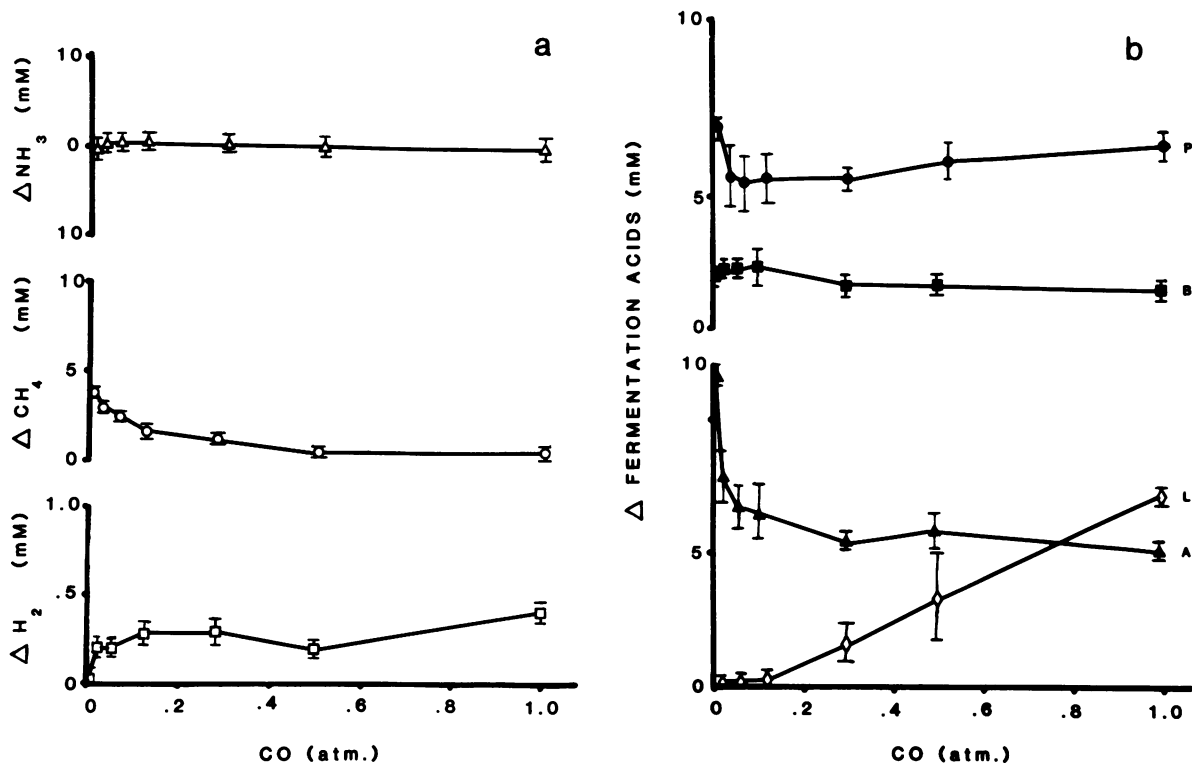 a
10
0
10
Δ NH3 (mM)
10
5
0
Δ CH4 (mM)
1.0
.5
0
Δ H2 (mM)
0 .2 .4 .6 .8 1.0
CO (atm.)
b
10
5
0
P
B
10
5
0
L
A
Δ FERMENTATION ACIDS (mM)
0 .2 .4 .6 .8 1.0
CO (atm.)